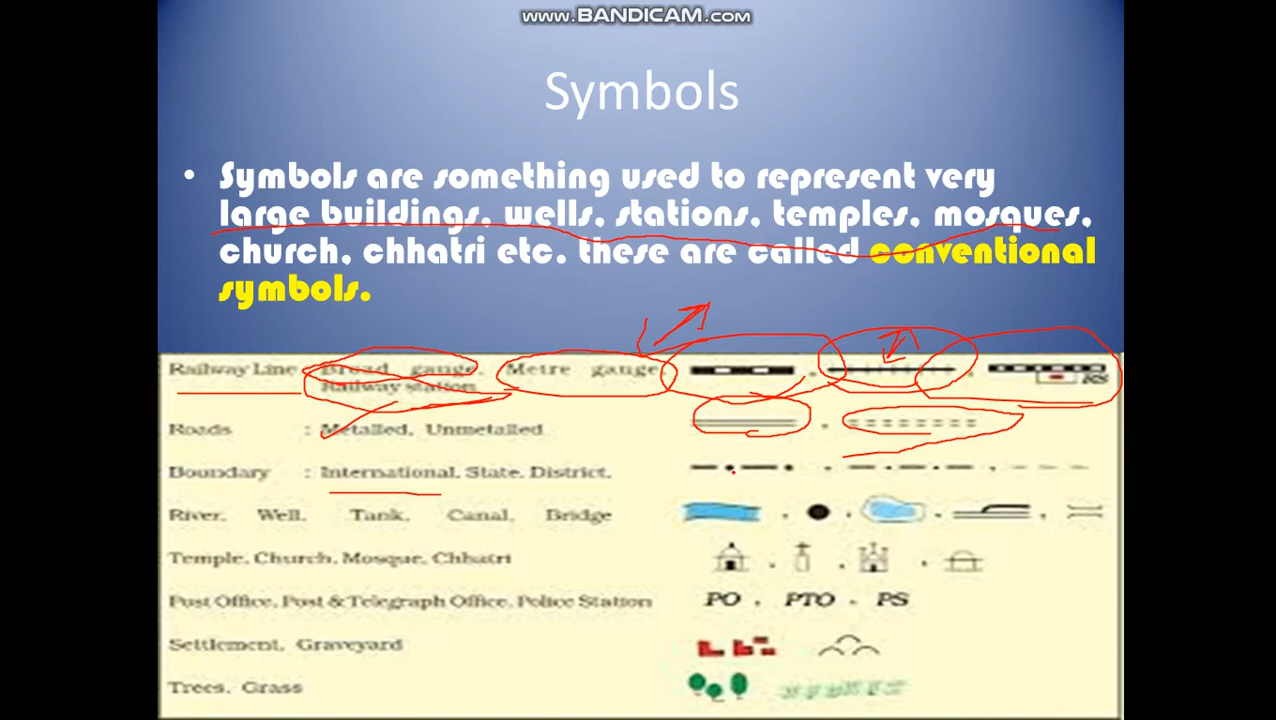 www.BANDICAM.com
Symbols
• Symbols are something used to represent very
large buildings, wells, stations, temples, mosques,
church, chhatri etc. these are called conventional
symbols.
Railway Line : Broad gauge, Metre gauge,
Railway station
RS
Roads : Metalled, Unmetalled
Boundary : International, State, District,
River, Well, Tank, Canal, Bridge
Temple, Church, Mosque, Chhatri
Post Office, Post & Telegraph Office, Police Station PO , PTO , PS
Settlement, Graveyard
Trees, Grass